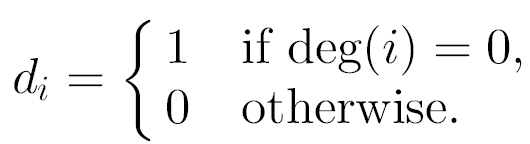 d_i = { 1 if deg(i) = 0,
0 otherwise.